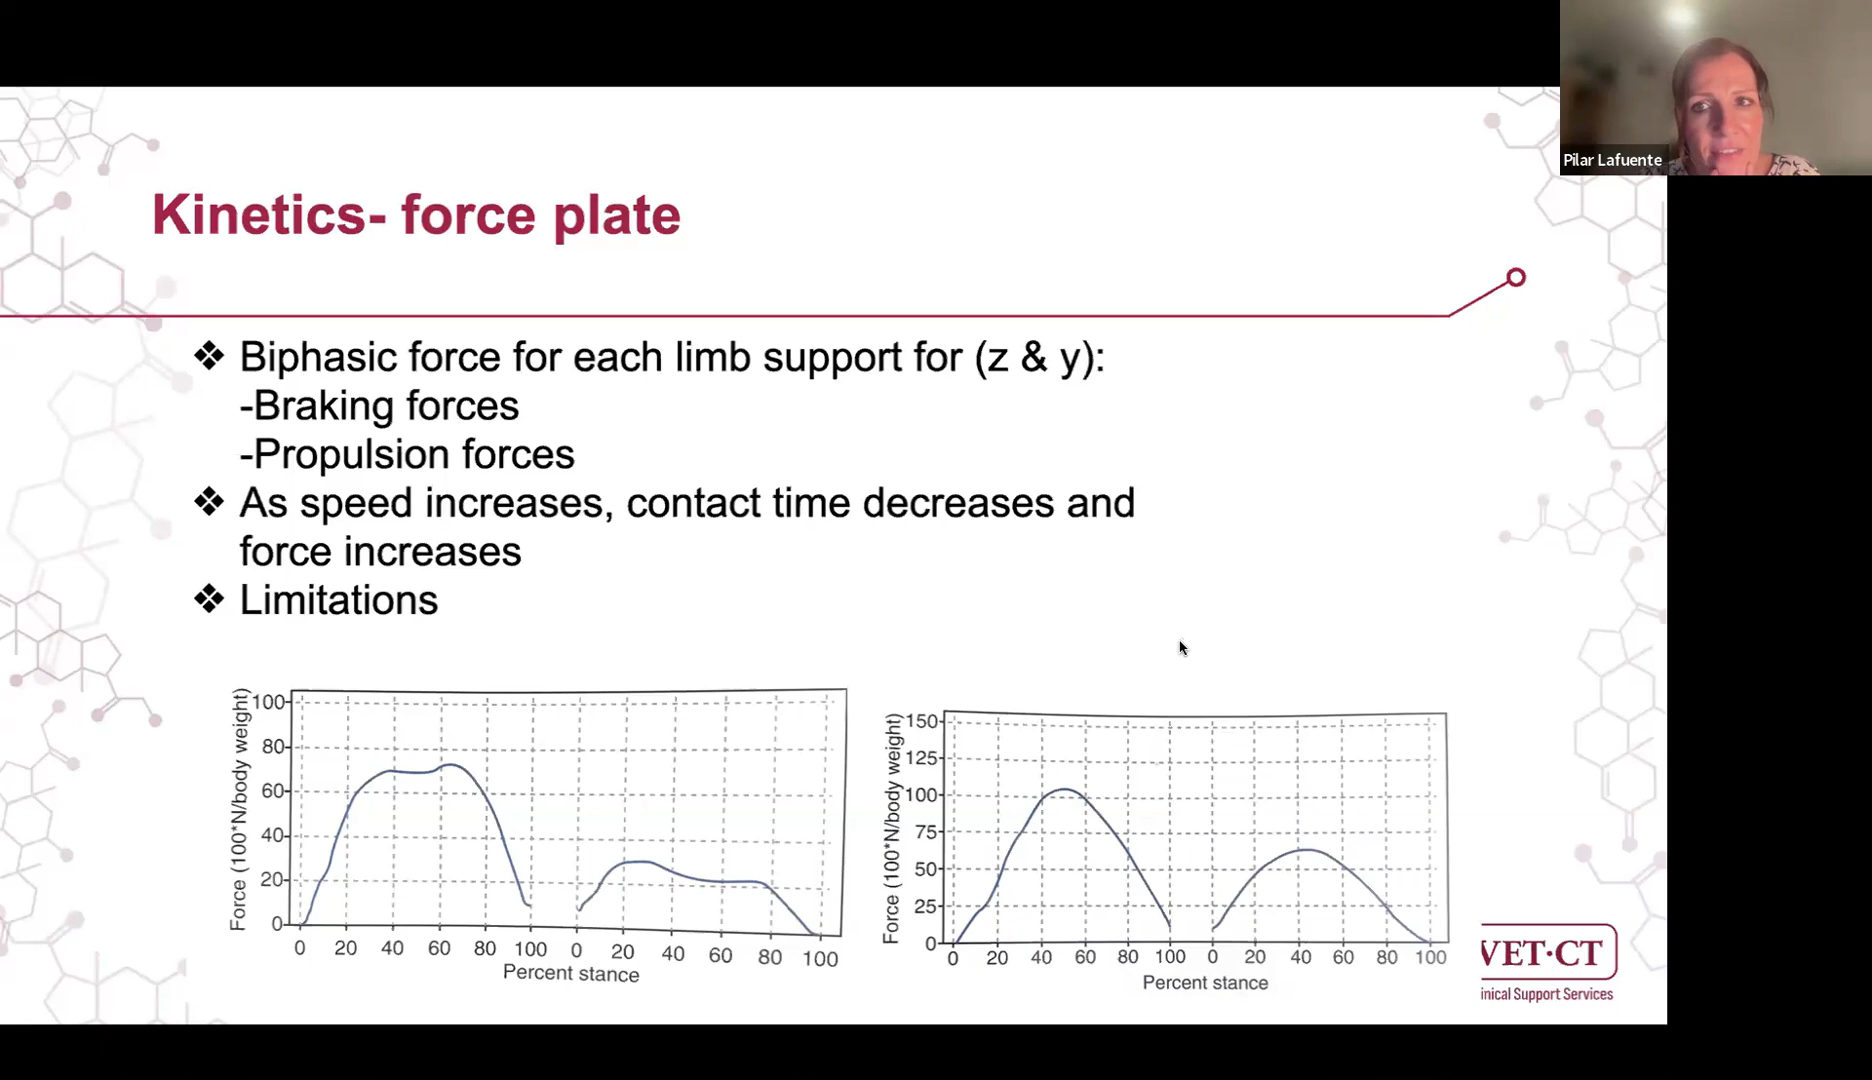 Pilar Lafuente
Kinetics- force plate
❖ Biphasic force for each limb support for (z & y):
-Braking forces
-Propulsion forces
❖ As speed increases, contact time decreases and
force increases
❖ Limitations
Force (100*N/body weight)
100
80
60
40
20
0
0 20 40 60 80 100 0 20 40 60 80 100
Percent stance
Force (100*N/body weight)
150
125
100
75
50
25
0
0 20 40 60 80 100 0 20 40 60 80 100
Percent stance
VET·CT
inical Support Services